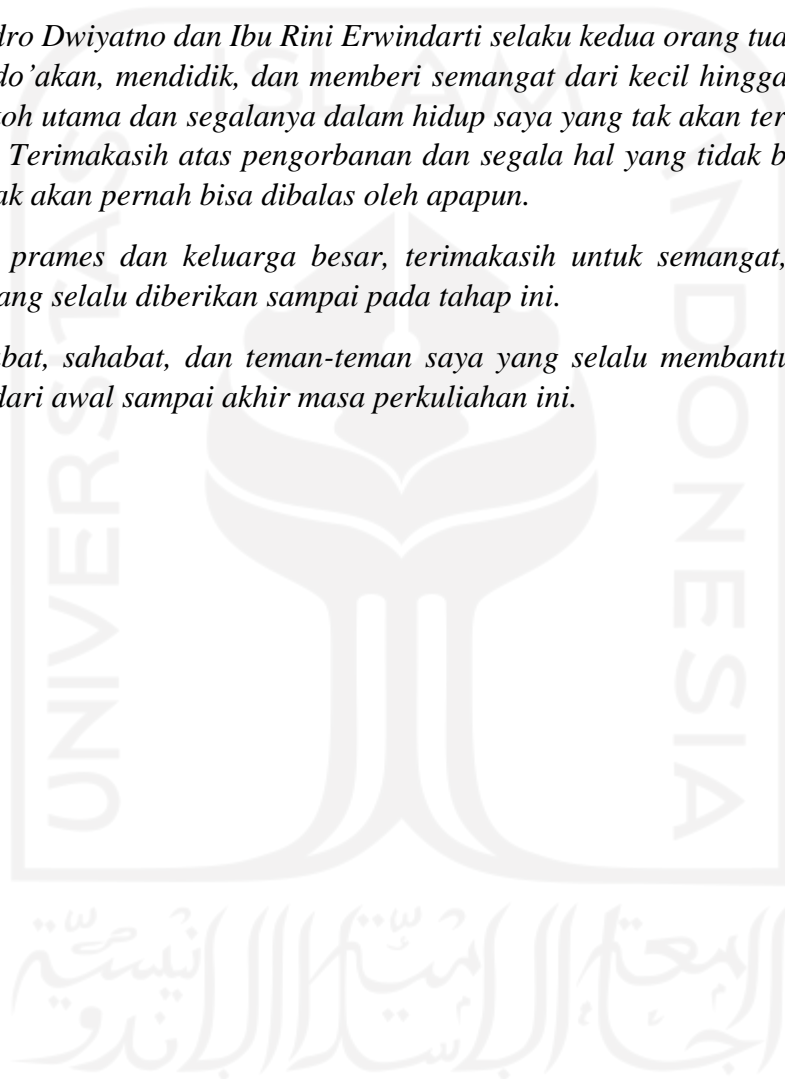 dro Dwiyatno dan Ibu Rini Erwindarti selaku kedua orang tua
do’akan, mendidik, dan memberi semangat dari kecil hingga
oh utama dan segalanya dalam hidup saya yang tak akan ter
Terimakasih atas pengorbanan dan segala hal yang tidak b
ak akan pernah bisa dibalas oleh apapun.
prames dan keluarga besar, terimakasih untuk semangat,
ang selalu diberikan sampai pada tahap ini.
bat, sahabat, dan teman-teman saya yang selalu membantu
dari awal sampai akhir masa perkuliahan ini.
ISLAM
UNIVERSITAS
INDONESIA